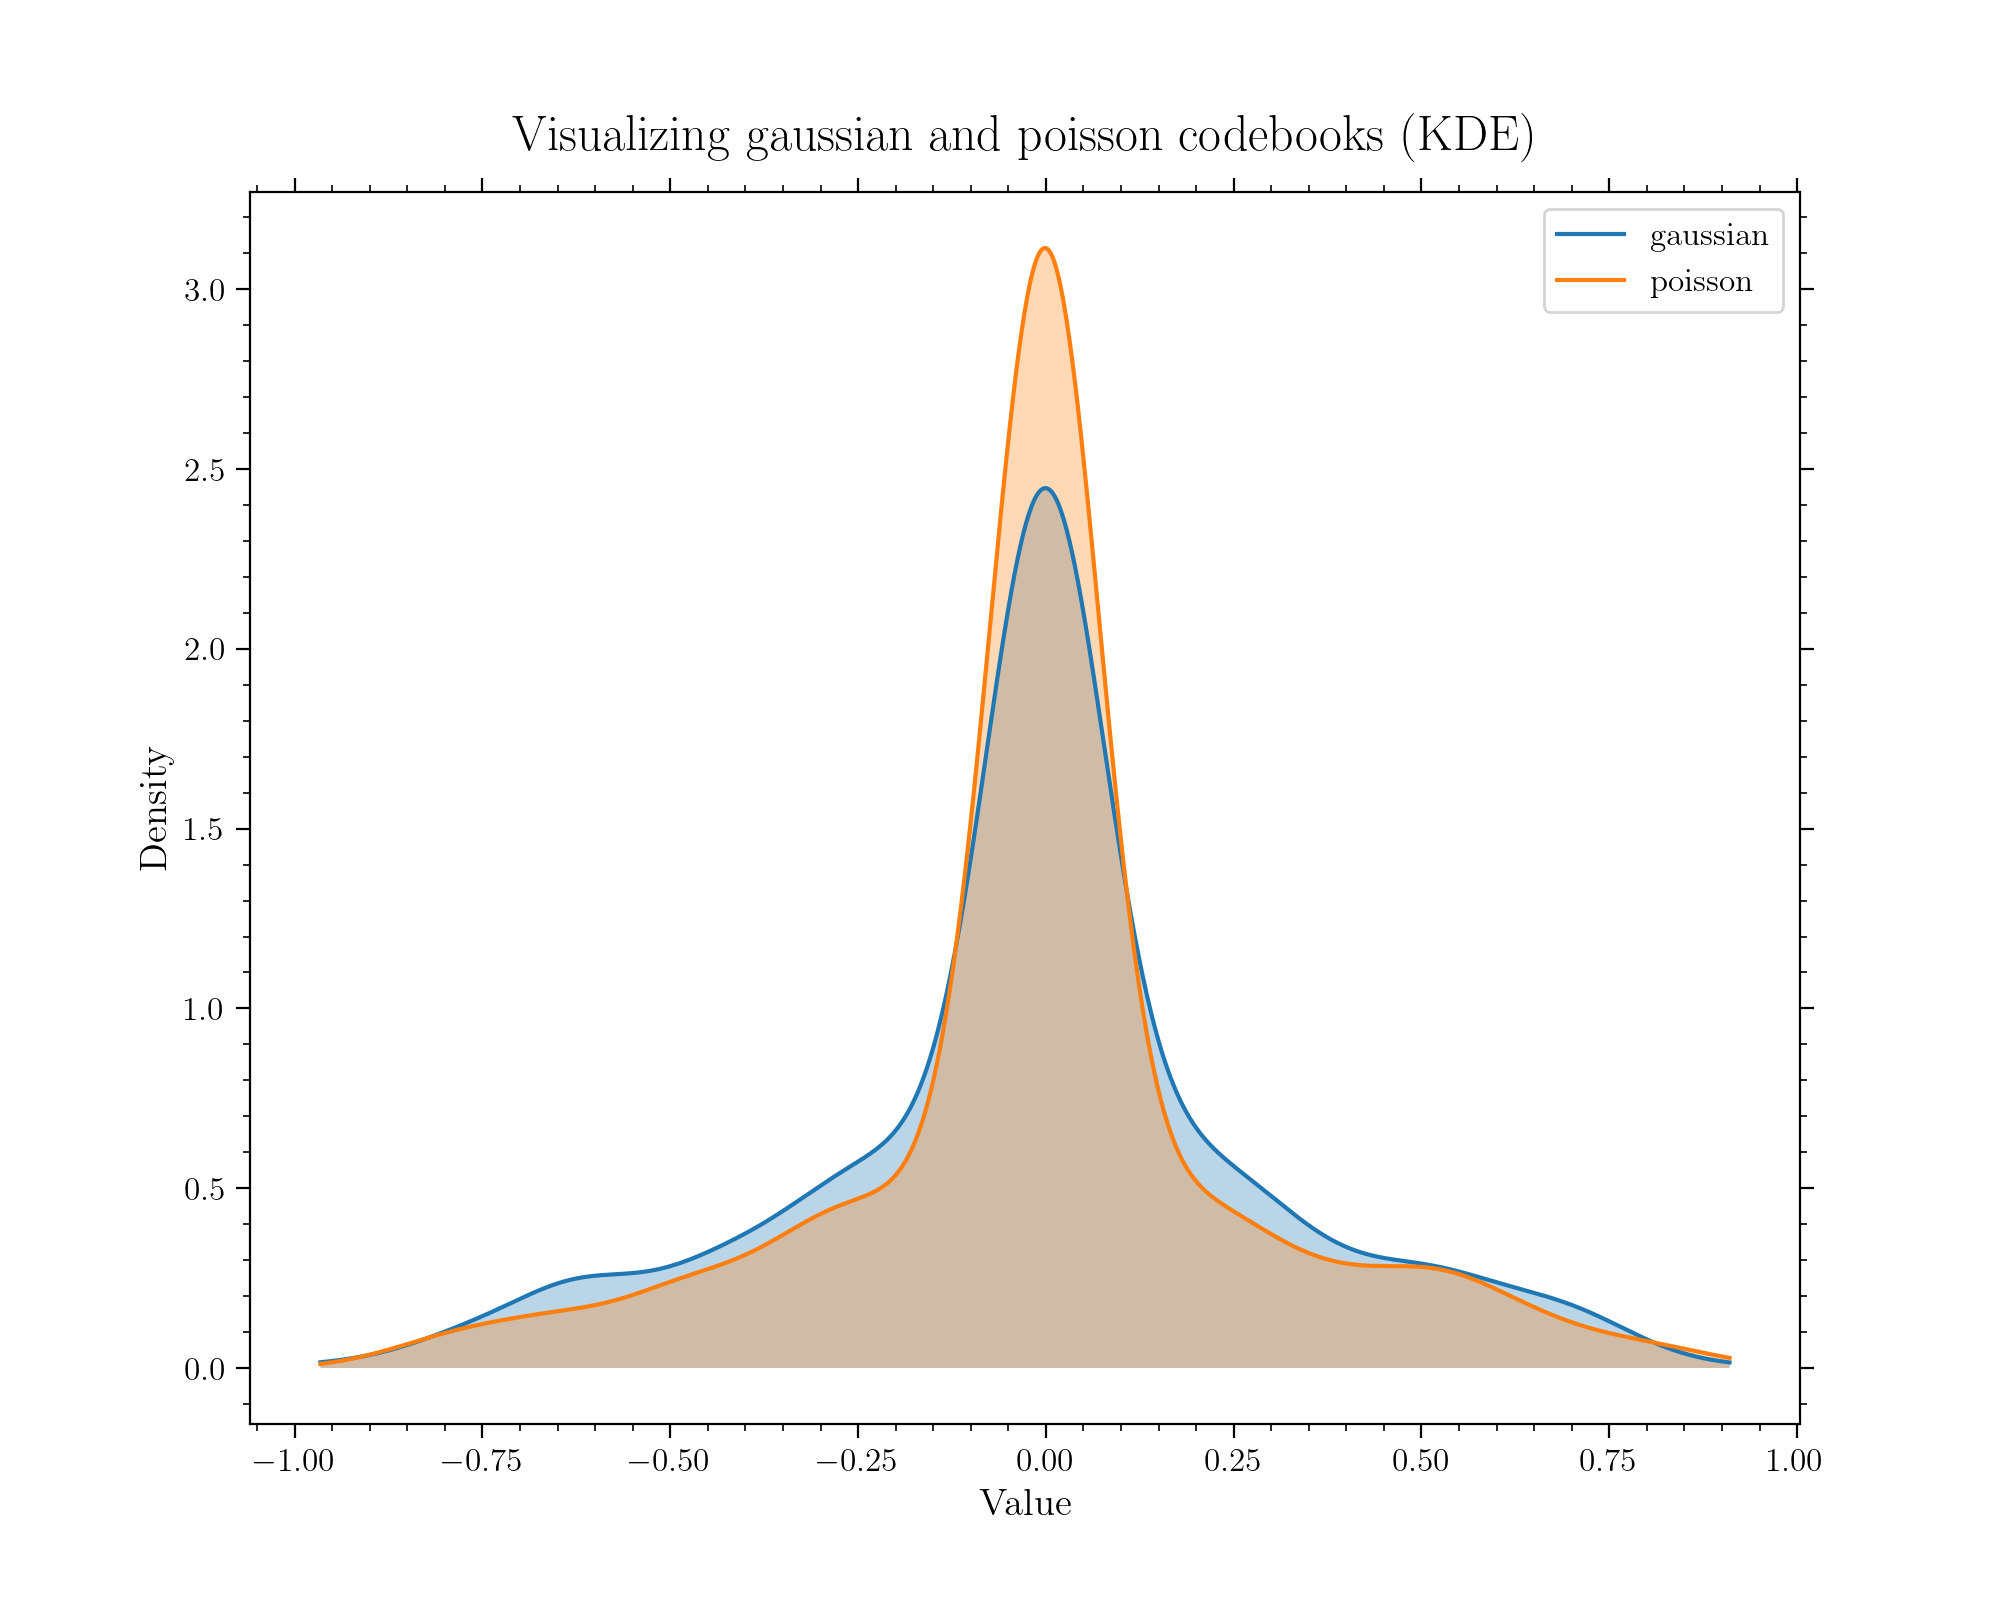 Visualizing gaussian and poisson codebooks (KDE)
gaussian
poisson
3.0
2.5
2.0
1.5
1.0
0.5
0.0
Density
−1.00 −0.75 −0.50 −0.25 0.00 0.25 0.50 0.75 1.00
Value